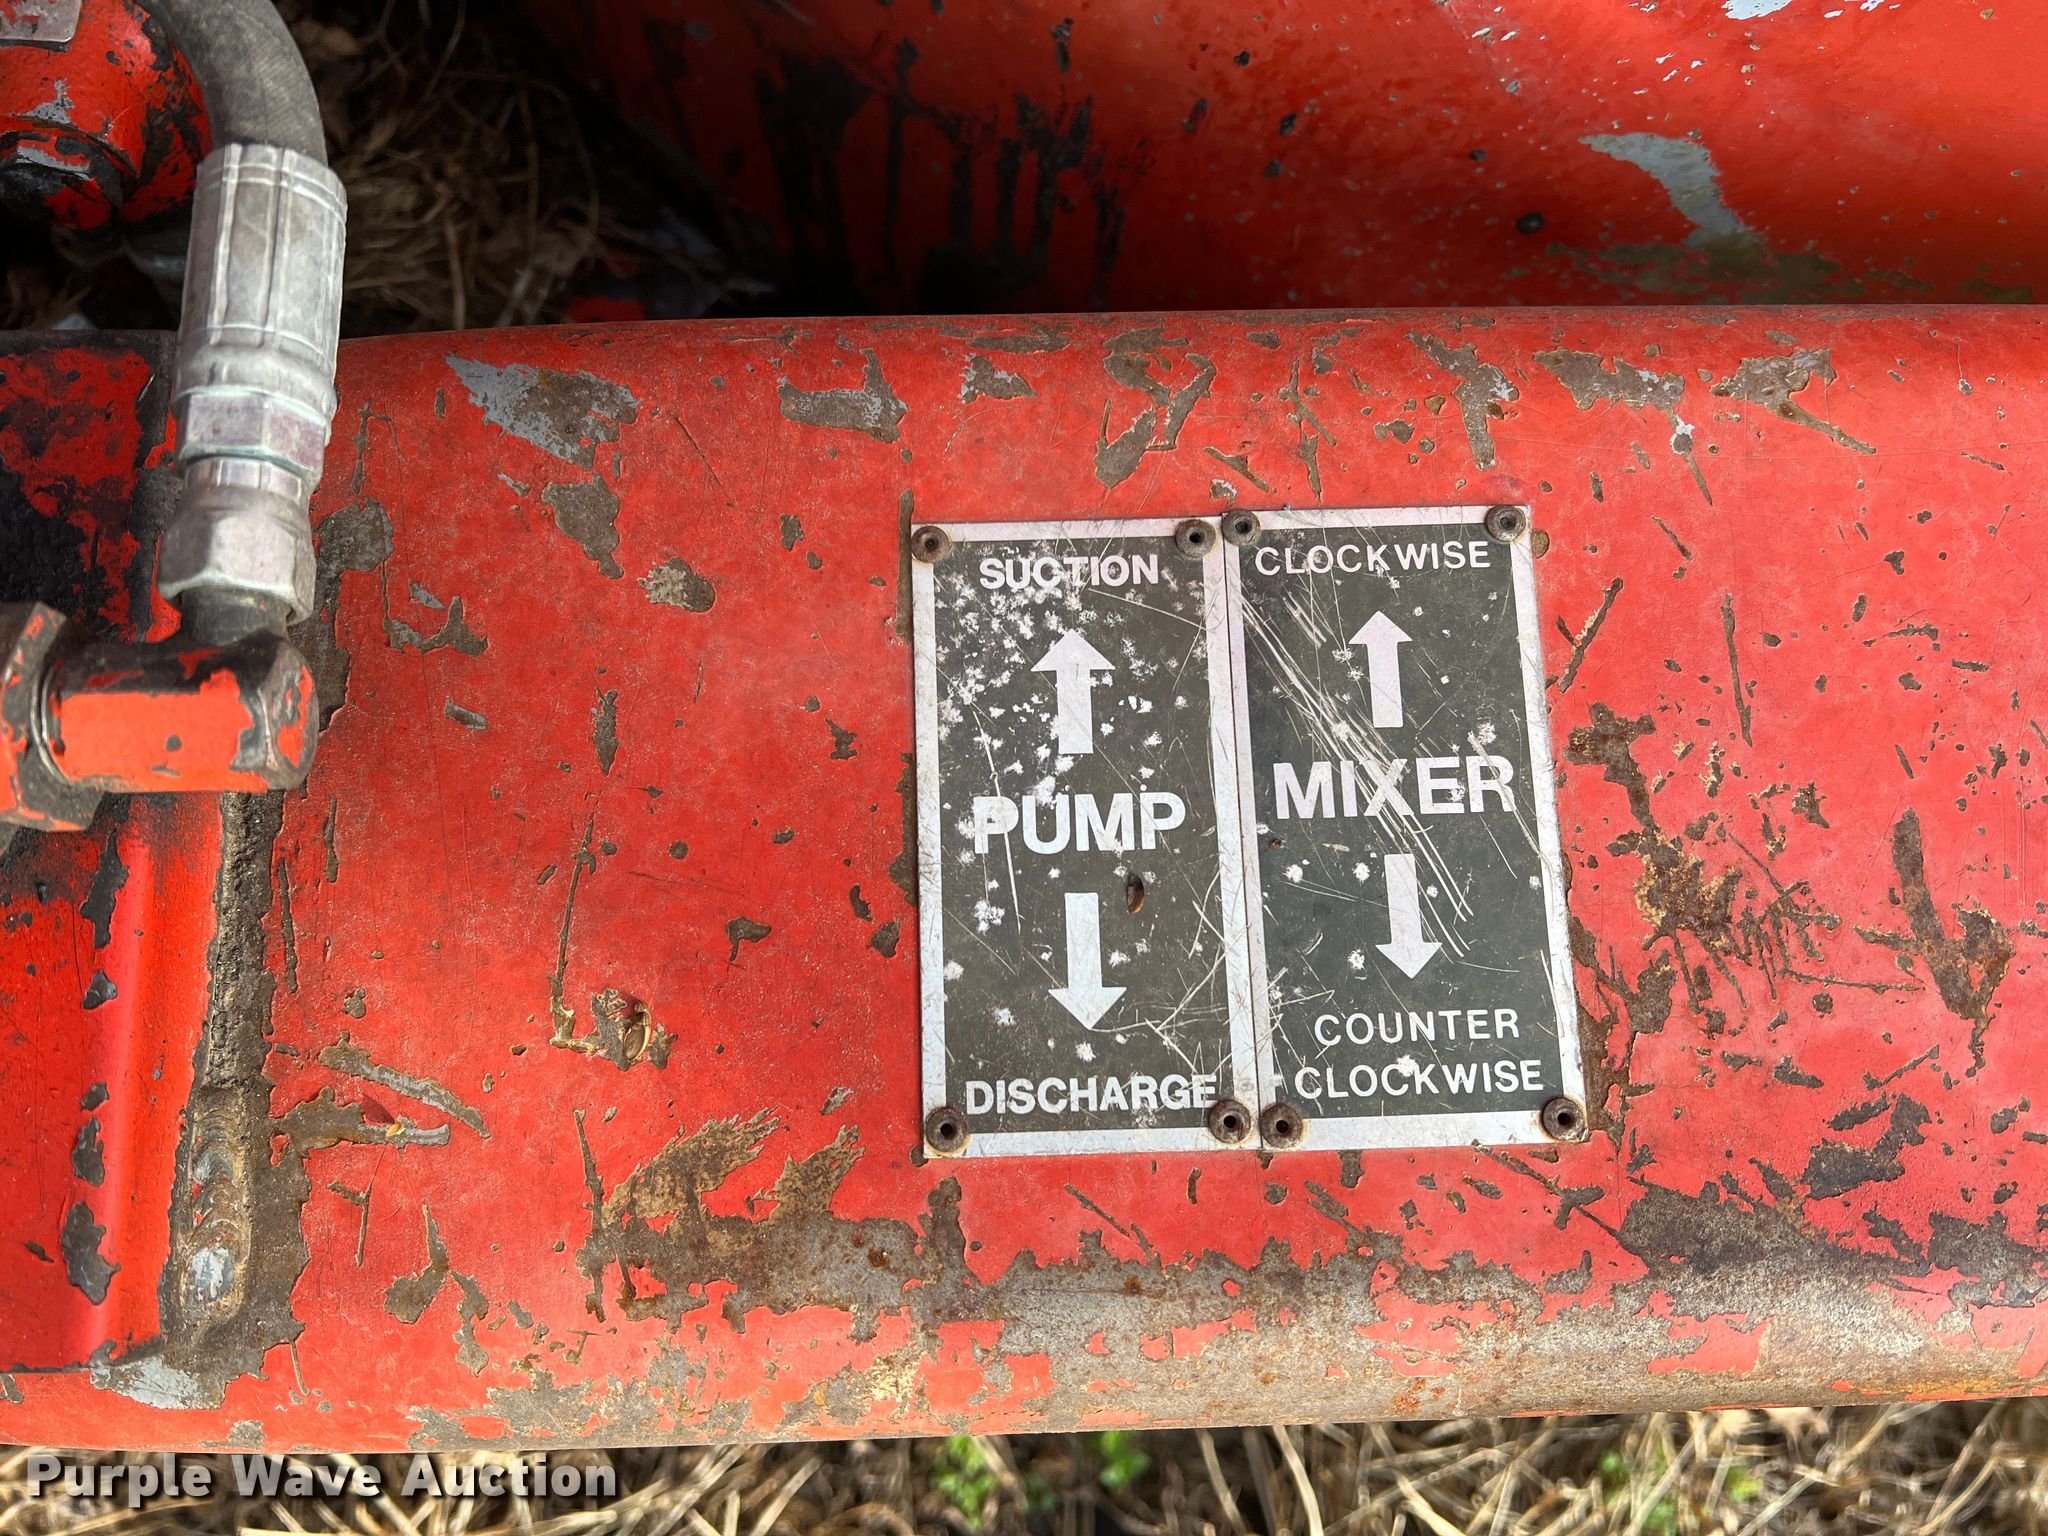 SUCTION
PUMP
DISCHARGE
CLOCKWISE
MIXER
COUNTER
CLOCKWISE
Purple Wave Auction